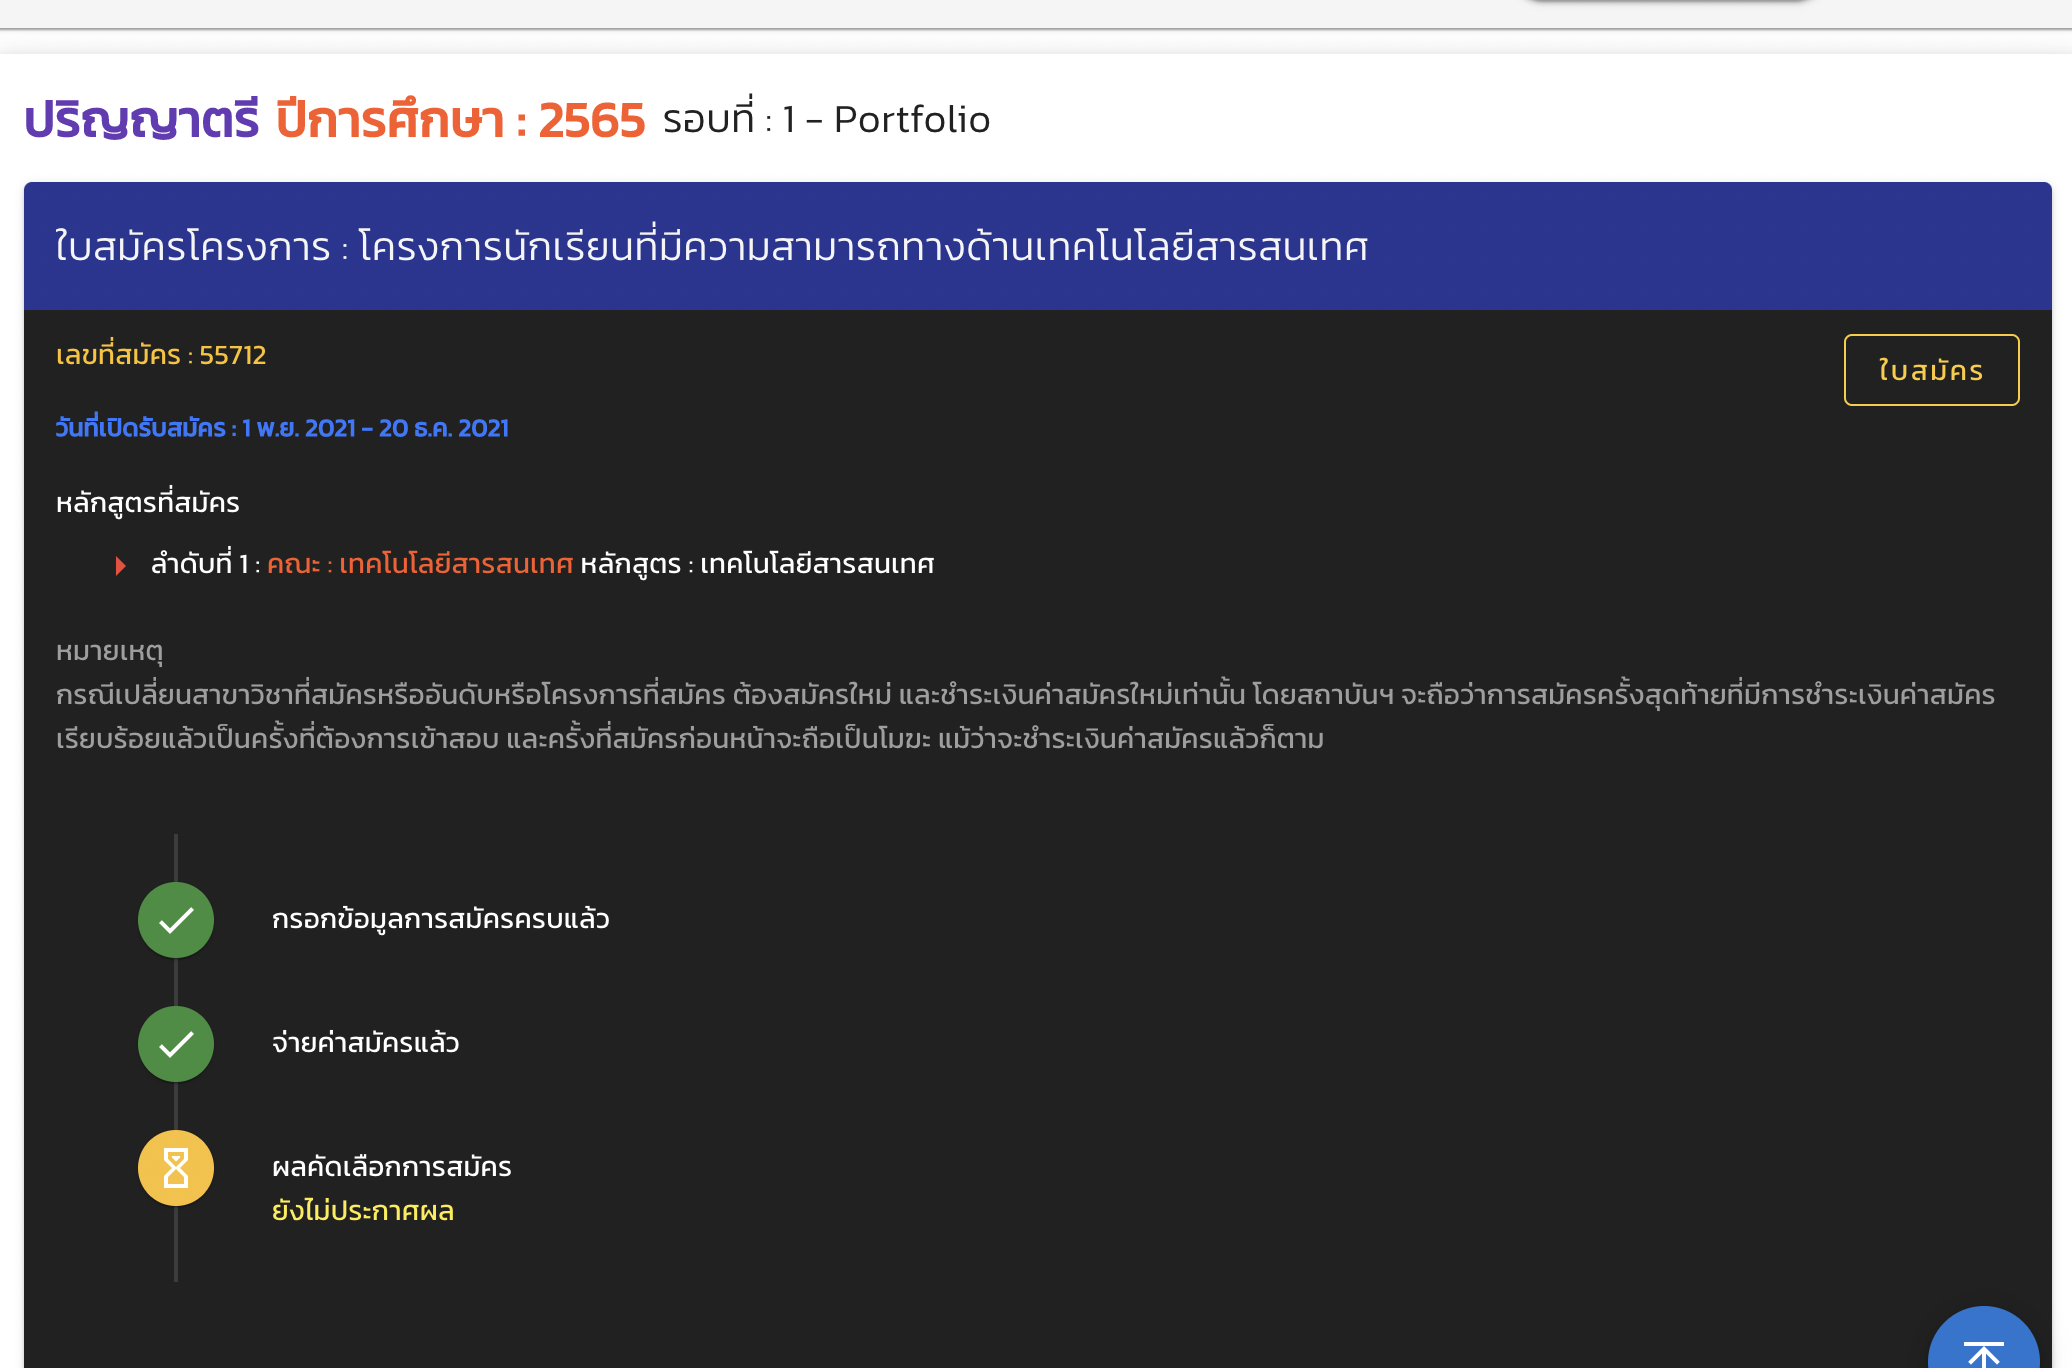 ปริญญาตรี ปีการศึกษา : 2565 รอบที่ : 1 - Portfolio
ใบสมัครโครงการ : โครงการนักเรียนที่มีความสามารถทางด้านเทคโนโลยีสารสนเทศ
เลขที่สมัคร : 55712
ใบสมัคร
วันที่เปิดรับสมัคร : 1 พ.ย. 2021 - 20 ธ.ค. 2021
หลักสูตรที่สมัคร
ลำดับที่ 1 : คณะ : เทคโนโลยีสารสนเทศ หลักสูตร : เทคโนโลยีสารสนเทศ
หมายเหตุ
กรณีเปลี่ยนสาขาวิชาที่สมัครหรืออันดับหรือโครงการที่สมัคร ต้องสมัครใหม่ และชำระเงินค่าสมัครใหม่เท่านั้น โดยสถาบันฯ จะถือว่าการสมัครครั้งสุดท้ายที่มีการชำระเงินค่าสมัคร
เรียบร้อยแล้วเป็นครั้งที่ต้องการเข้าสอบ และครั้งที่สมัครก่อนหน้าจะถือเป็นโมฆะ แม้ว่าจะชำระเงินค่าสมัครแล้วก็ตาม
กรอกข้อมูลการสมัครครบแล้ว
จ่ายค่าสมัครแล้ว
ผลคัดเลือกการสมัคร
ยังไม่ประกาศผล